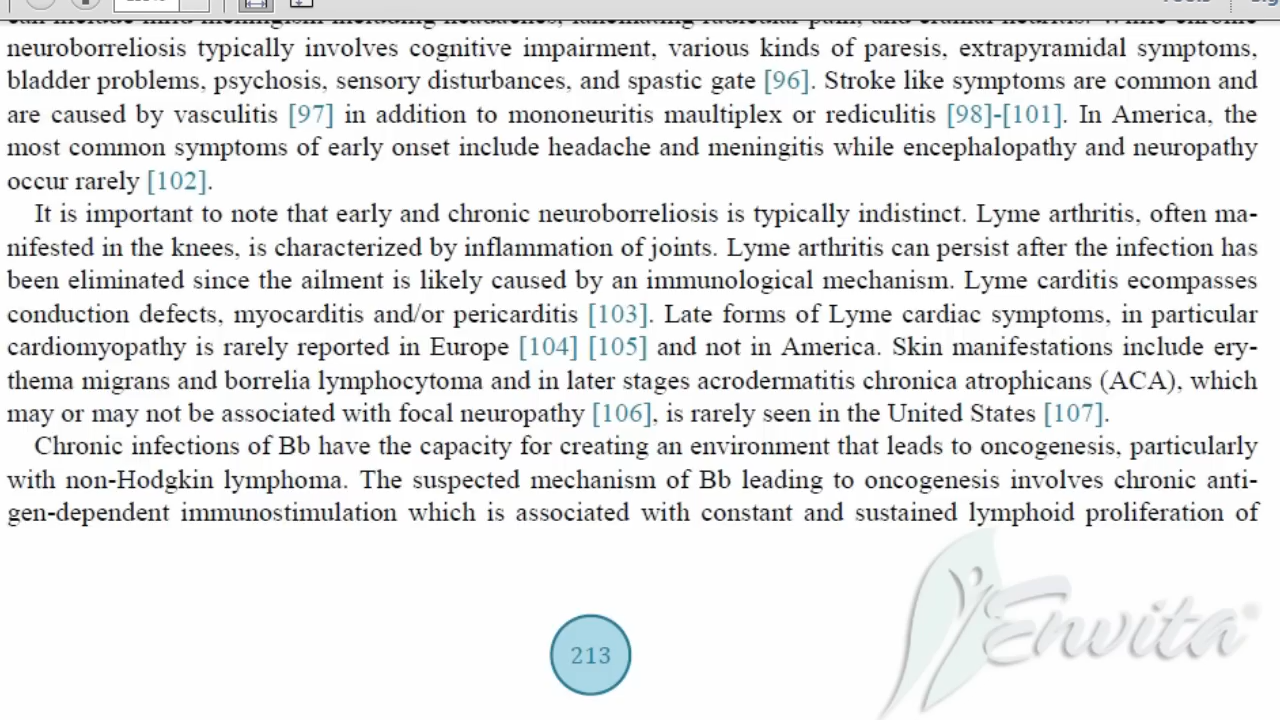 neuroborreliosis typically involves cognitive impairment, various kinds of paresis, extrapyramidal symptoms,
bladder problems, psychosis, sensory disturbances, and spastic gate [96]. Stroke like symptoms are common and
are caused by vasculitis [97] in addition to mononeuritis maultiplex or rediculitis [98]-[101]. In America, the
most common symptoms of early onset include headache and meningitis while encephalopathy and neuropathy
occur rarely [102].
It is important to note that early and chronic neuroborreliosis is typically indistinct. Lyme arthritis, often ma-
nifested in the knees, is characterized by inflammation of joints. Lyme arthritis can persist after the infection has
been eliminated since the ailment is likely caused by an immunological mechanism. Lyme carditis ecompasses
conduction defects, myocarditis and/or pericarditis [103]. Late forms of Lyme cardiac symptoms, in particular
cardiomyopathy is rarely reported in Europe [104] [105] and not in America. Skin manifestations include ery-
thema migrans and borrelia lymphocytoma and in later stages acrodermatitis chronica atrophicans (ACA), which
may or may not be associated with focal neuropathy [106], is rarely seen in the United States [107].
Chronic infections of Bb have the capacity for creating an environment that leads to oncogenesis, particularly
with non-Hodgkin lymphoma. The suspected mechanism of Bb leading to oncogenesis involves chronic anti-
gen-dependent immunostimulation which is associated with constant and sustained lymphoid proliferation of
Envita
213